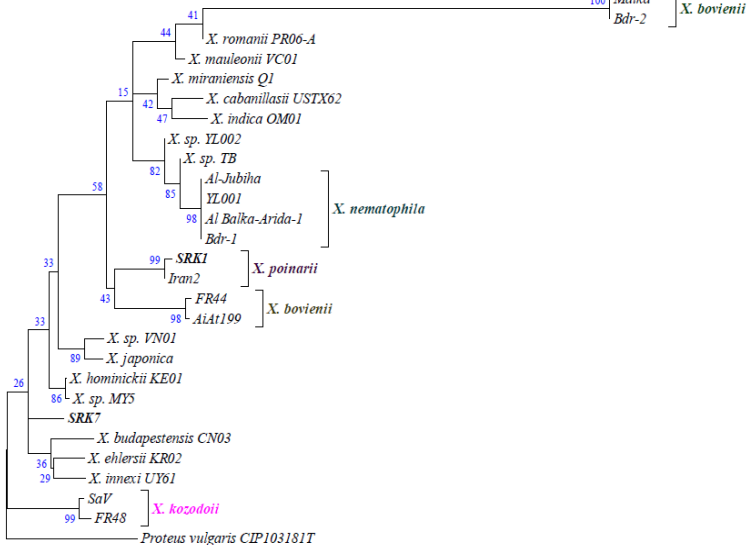 100
Bdr-2
X. bovienii
41
X. romanii PR06-A
44
X. mauleonii VC01
X. miraniensis Q1
15
42
X. cabanillasii USTX62
47
X. indica OM01
X. sp. YL002
X. sp. TB
82
Al-Jubiha
85
YL001
X. nematophila
98
Al Balka-Arida-1
Bdr-1
58
99
SRK1
X. poinarii
Iran2
33
43
FR44
X. bovienii
98
AiAt199
33
X. sp. VN01
89
X. japonica
X. hominickii KE01
26
86
X. sp. MY5
SRK7
X. budapestensis CN03
36
X. ehlersii KR02
29
X. innexi UY61
SaV
X. kozodoii
99
FR48
Proteus vulgaris CIP103181T